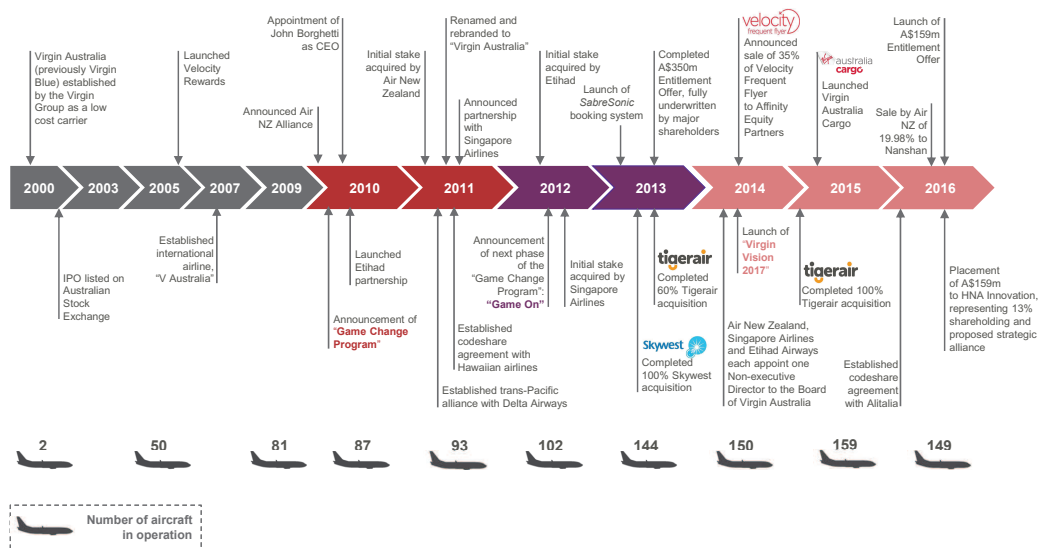 Virgin Australia
(previously Virgin
Blue) established
by the Virgin
Group as a low
cost carrier
Launched
Velocity
Rewards
Announced Air
NZ Alliance
Appointment of
John Borghetti
as CEO
Initial stake
acquired by
Air New
Zealand
Renamed and
rebranded to
"Virgin Australia"
Announced
partnership
with
Singapore
Airlines
Initial stake
acquired by
Etihad
Launch of
SabreSonic
booking system
Completed
A$350m
Entitlement
Offer, fully
underwritten
by major
shareholders
velocity
frequent flyer
Announced
sale of 35%
of Velocity
Frequent
Flyer
to Affinity
Equity
Partners
australia
cargo
Launched
Virgin
Australia
Cargo
Launch of
A$159m
Entitlement
Offer
Sale by Air
NZ of
19.98% to
Nanshan
2000
2003
2005
2007
2009
2010
2011
2012
2013
2014
2015
2016
IPO listed on
Australian
Stock
Exchange
Established
international
airline,
"V Australia"
Launched
Etihad
partnership
Announcement of
"Game Change
Program"
Established
codeshare
agreement with
Hawaiian airlines
Established trans-Pacific
alliance with Delta Airways
Announcement
of next phase
of the
"Game Change
Program":
"Game On"
Initial stake
acquired by
Singapore
Airlines
tigerair
Completed
60% Tigerair
acquisition
Skywest
Completed
100% Skywest
acquisition
Launch of
"Virgin
Vision
2017"
Air New Zealand,
Singapore Airlines
and Etihad Airways
each appoint one
Non-executive
Director to the Board
of Virgin Australia
tigerair
Completed 100%
Tigerair acquisition
Established
codeshare
agreement
with Alitalia
Placement
of A$159m
to HNA Innovation,
representing 13%
shareholding and
proposed strategic
alliance
2
50
81
87
93
102
144
150
159
149
Number of aircraft
in operation